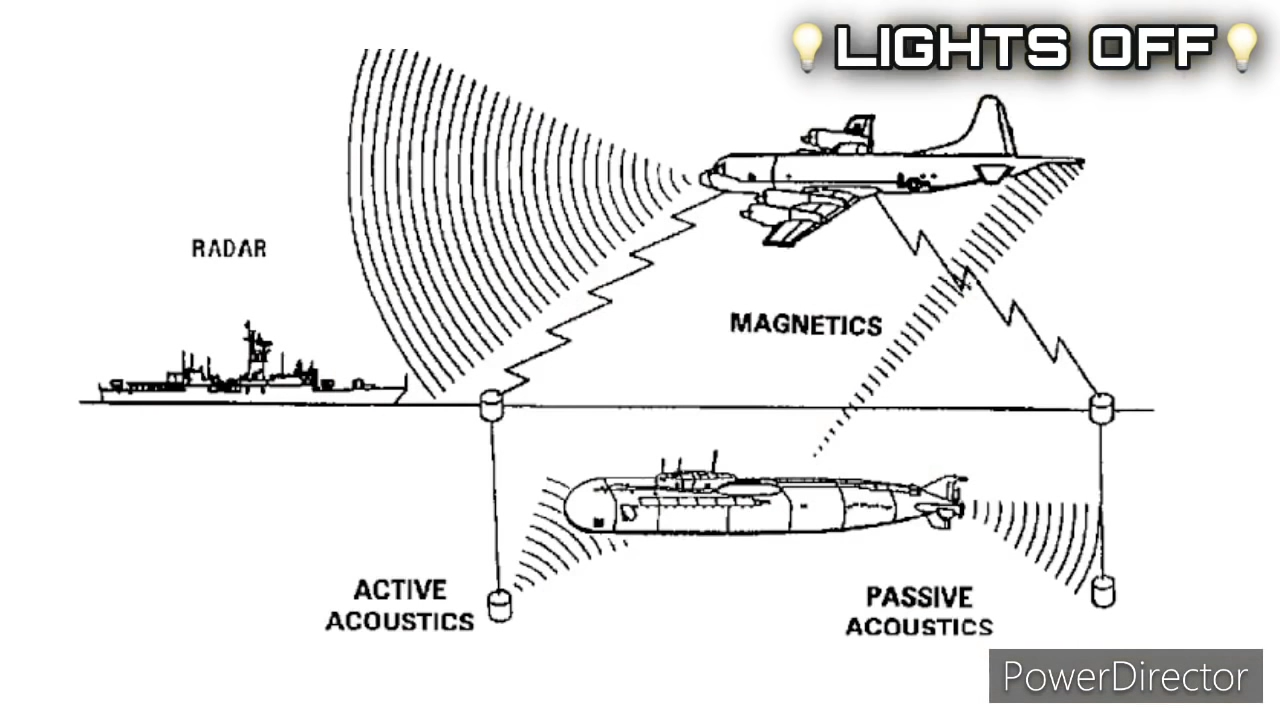 💡LIGHTS OFF💡
RADAR
MAGNETICS
ACTIVE
ACOUSTICS
PASSIVE
ACOUSTICS
PowerDirector